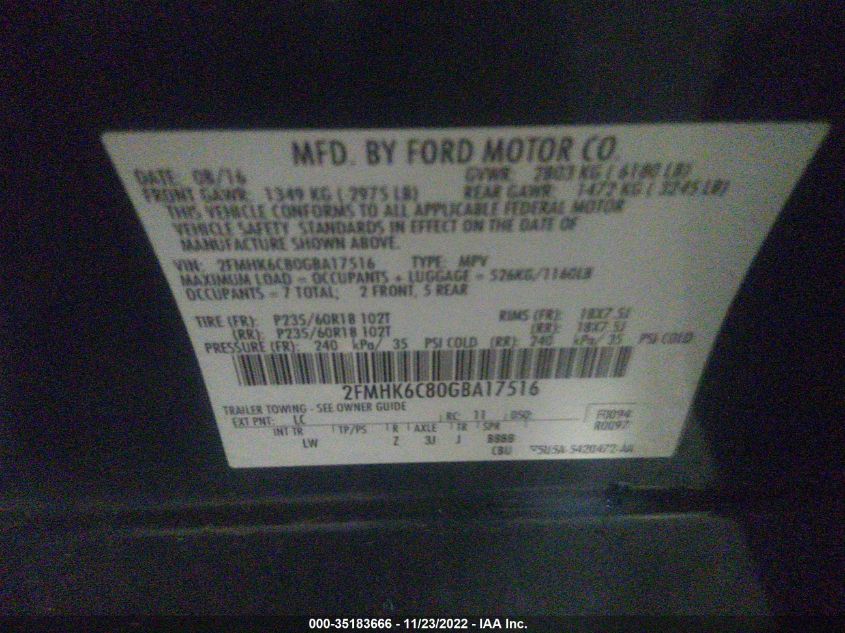 MFD. BY FORD MOTOR CO.
DATE: 08/16 GVWR: 2803 KG ( 6180 LB)
FRONT GAWR: 1349 KG ( 2975 LB) REAR GAWR: 1472 KG ( 3245 LB)
THIS VEHICLE CONFORMS TO ALL APPLICABLE FEDERAL MOTOR
VEHICLE SAFETY STANDARDS IN EFFECT ON THE DATE OF
MANUFACTURE SHOWN ABOVE.
VIN: 2FMHK6C80GBA17516 TYPE: MPV
MAXIMUM LOAD = OCCUPANTS + LUGGAGE = 526KG/1160LB
OCCUPANTS = 7 TOTAL; 2 FRONT, 5 REAR
TIRE (FR): P235/60R18 102T RIMS (FR): 18X7.5J
(RR): P235/60R18 102T (RR): 18X7.5J
PRESSURE (FR): 240 kPa/ 35 PSI COLD (RR): 240 kPa/ 35 PSI COLD
2FMHK6C80GBA17516
TRAILER TOWING - SEE OWNER GUIDE
EXT PNT: LC RC: 11 DSO: F0094
INT TR TP/PS R AXLE TR SPR R0097
LW Z 3J J BBBB
CBU 5U5A-5420472-AA
000-35183666 - 11/23/2022 - IAA Inc.